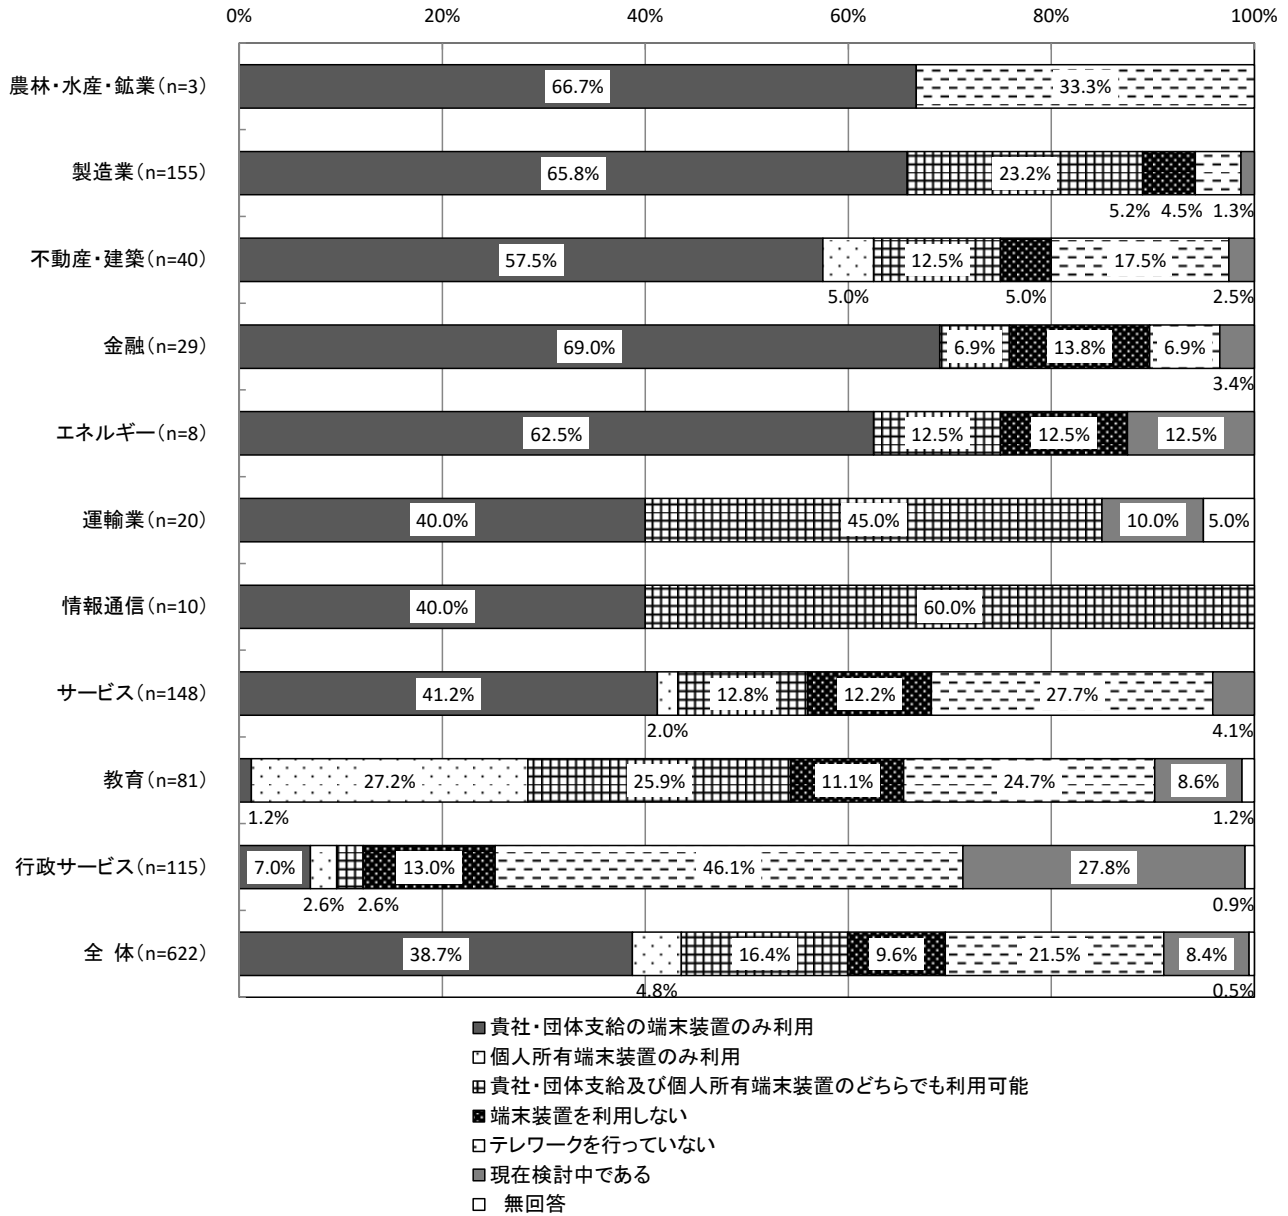 0% 20% 40% 60% 80% 100%
農林・水産・鉱業(n=3) 66.7% 33.3%
製造業(n=155) 65.8% 23.2%
5.2% 4.5% 1.3%
不動産・建築(n=40) 57.5% 12.5% 17.5%
5.0% 5.0% 2.5%
金融(n=29) 69.0% 6.9% 13.8% 6.9%
3.4%
エネルギー(n=8) 62.5% 12.5% 12.5% 12.5%
運輸業(n=20) 40.0% 45.0% 10.0% 5.0%
情報通信(n=10) 40.0% 60.0%
サービス(n=148) 41.2% 12.8% 12.2% 27.7%
2.0% 4.1%
教育(n=81) 27.2% 25.9% 11.1% 24.7% 8.6%
1.2% 1.2%
行政サービス(n=115) 7.0% 13.0% 46.1% 27.8%
2.6% 2.6% 0.9%
全 体(n=622) 38.7% 16.4% 9.6% 21.5% 8.4%
4.8% 0.5%
貴社・団体支給の端末装置のみ利用
個人所有端末装置のみ利用
貴社・団体支給及び個人所有端末装置のどちらでも利用可能
端末装置を利用しない
テレワークを行っていない
現在検討中である
無回答